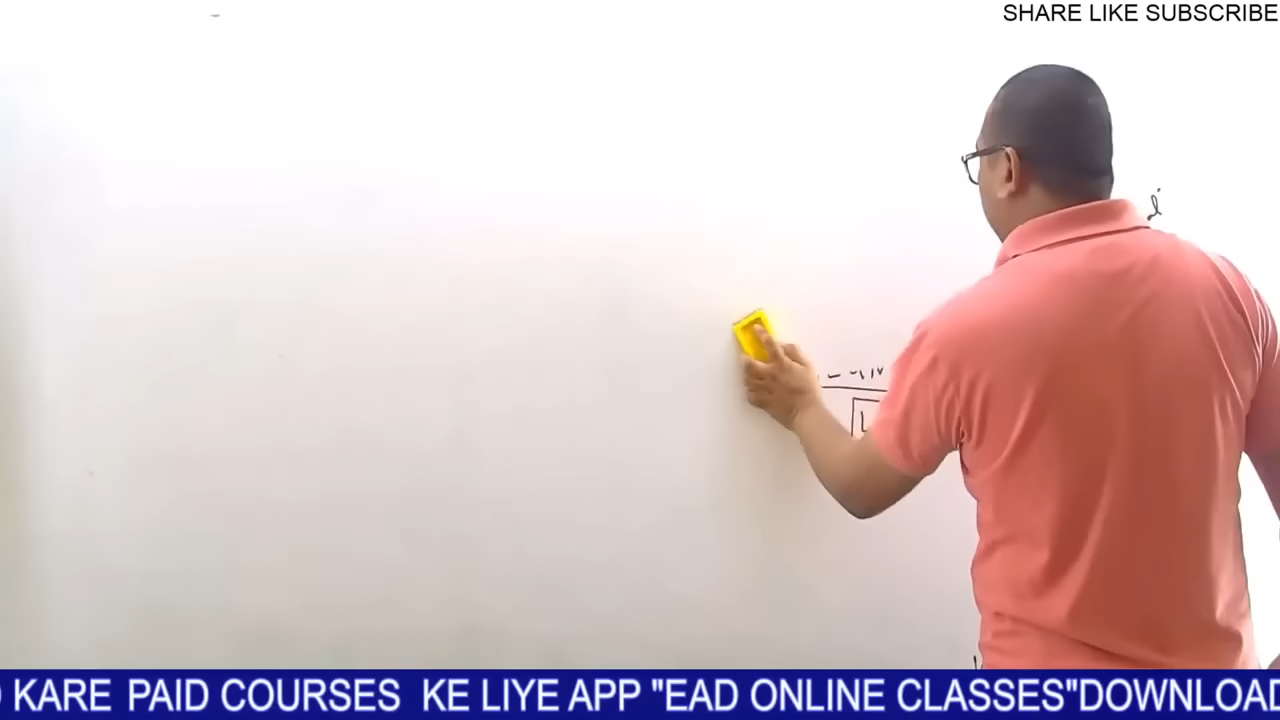 SHARE LIKE SUBSCRIBE
KARE PAID COURSES KE LIYE APP "EAD ONLINE CLASSES"DOWNLOAD